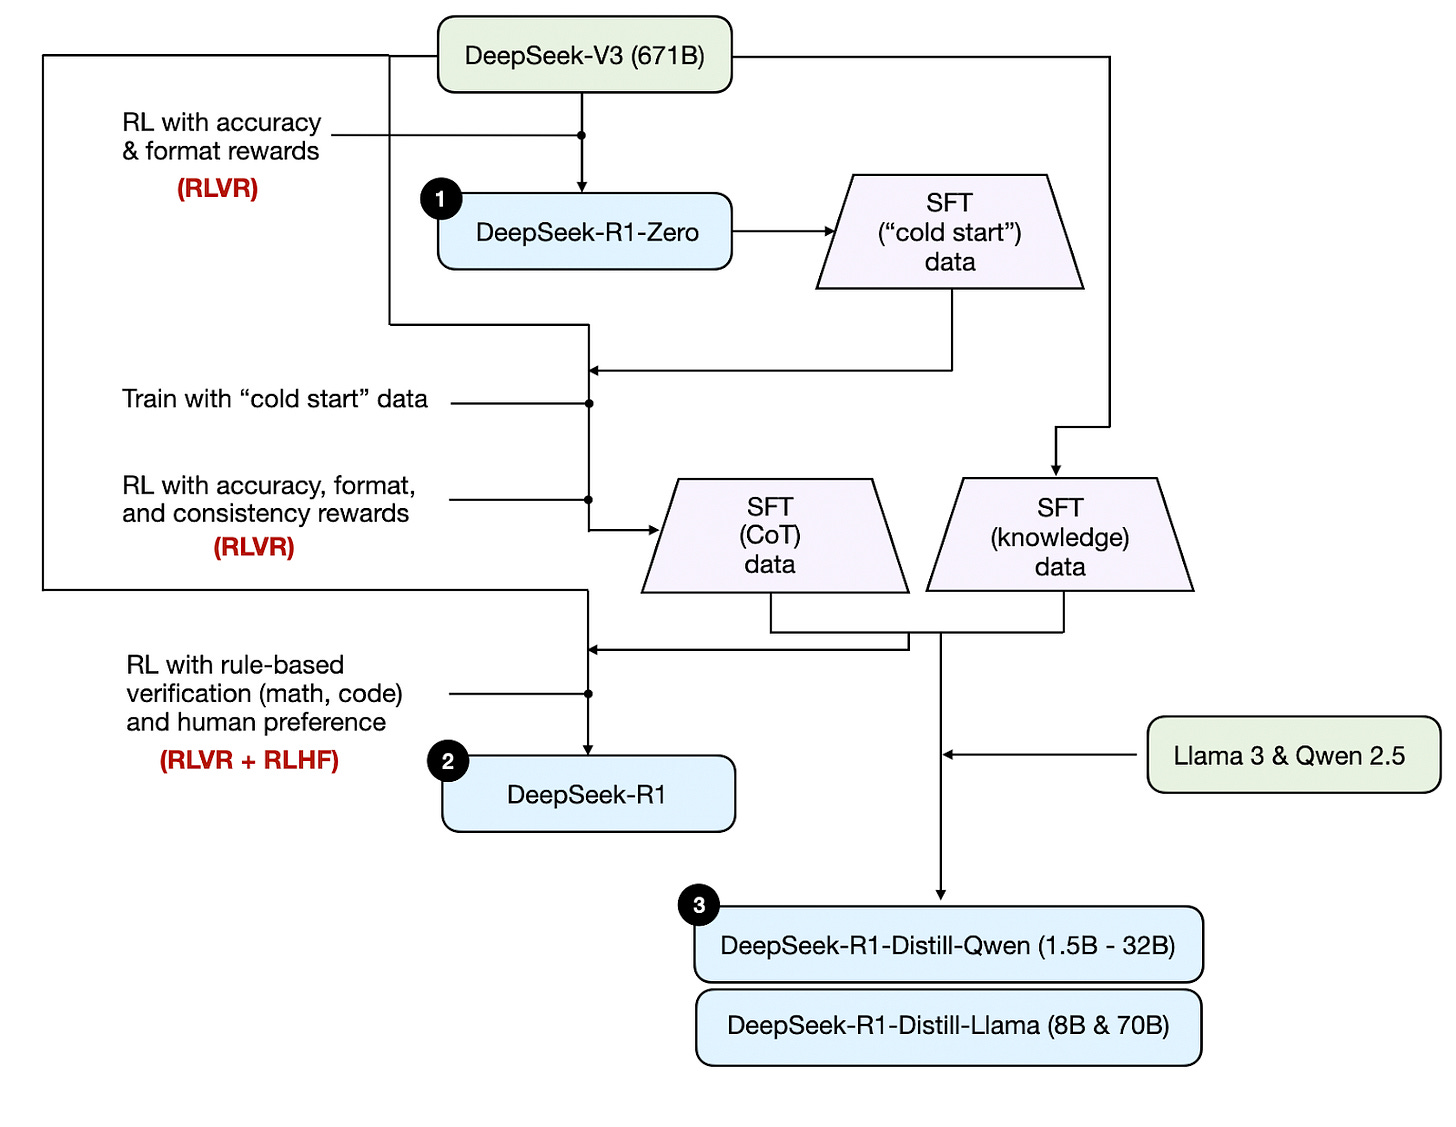 DeepSeek-V3 (671B)
RL with accuracy
& format rewards
(RLVR)
1
DeepSeek-R1-Zero
SFT
(“cold start”)
data
Train with “cold start” data
RL with accuracy, format,
and consistency rewards
(RLVR)
SFT
(CoT)
data
SFT
(knowledge)
data
RL with rule-based
verification (math, code)
and human preference
(RLVR + RLHF)
2
DeepSeek-R1
Llama 3 & Qwen 2.5
3
DeepSeek-R1-Distill-Qwen (1.5B - 32B)
DeepSeek-R1-Distill-Llama (8B & 70B)